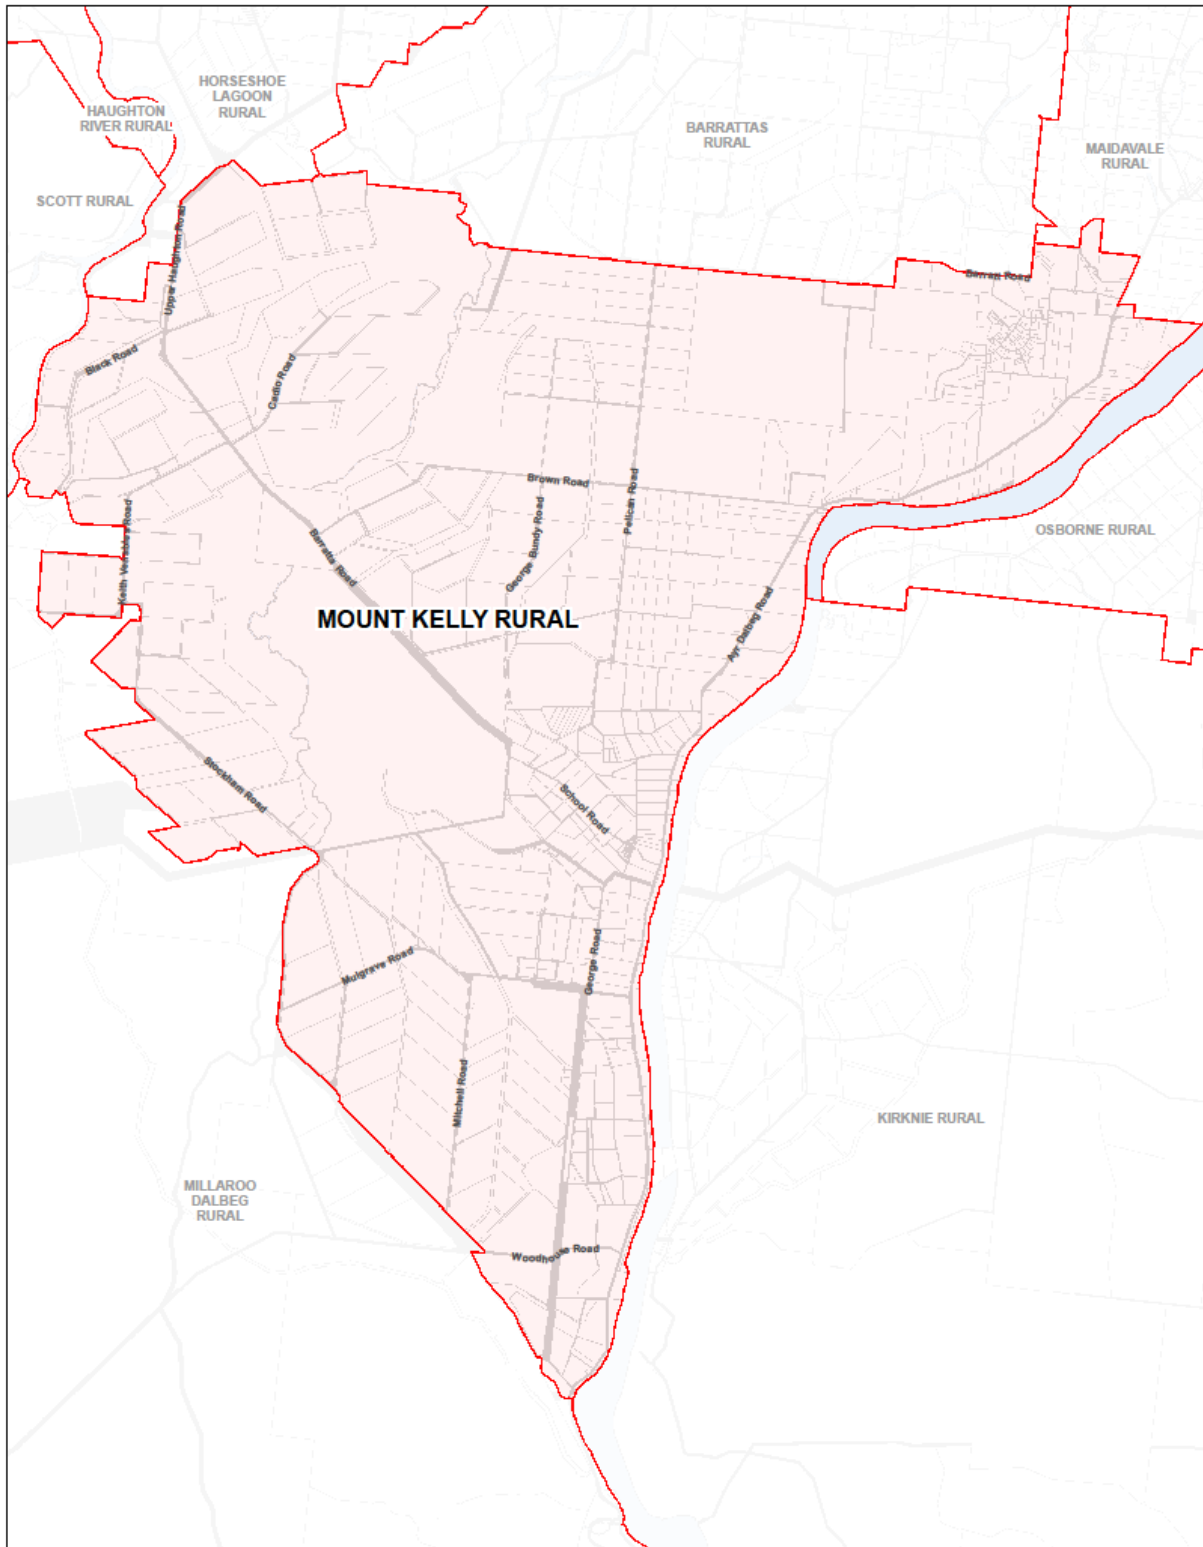 HORSESHOE
LAGOON
RURAL
HAUGHTON
RIVER RURAL
BARRATTAS
RURAL
MAIDAVALE
RURAL
SCOTT RURAL
Upper Haughton Road
Barratt Road
Black Road
Cadio Road
Brown Road
Pelican Road
George Bundy Road
Keith Venables Road
Barratta Road
OSBORNE RURAL
MOUNT KELLY RURAL
Ayr Dalbeg Road
Stockham Road
School Road
Mulgrave Road
George Road
Mitchell Road
KIRKNIE RURAL
MILLAROO
DALBEG
RURAL
Woodhouse Road